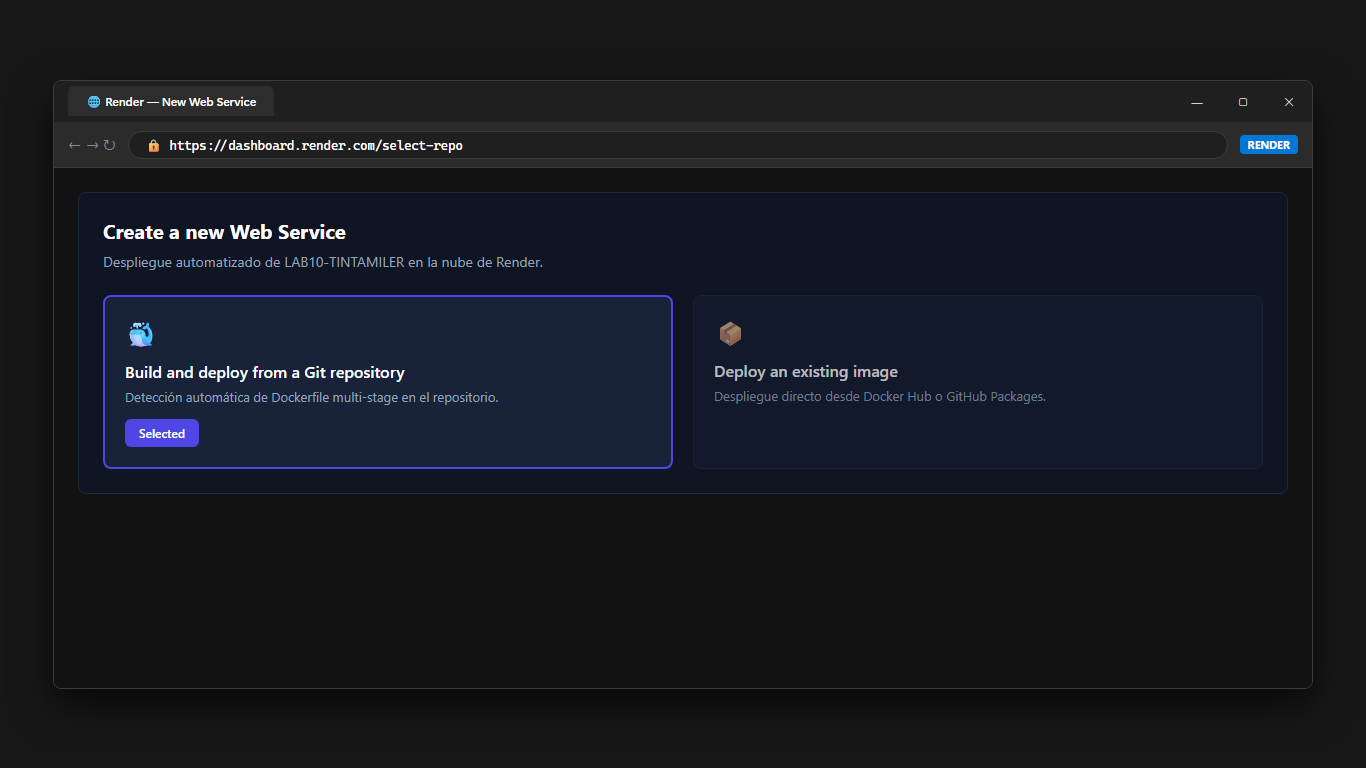 Render — New Web Service
https://dashboard.render.com/select-repo
RENDER
Create a new Web Service
Despliegue automatizado de LAB10-TINTAMILER en la nube de Render.
Build and deploy from a Git repository
Detección automática de Dockerfile multi-stage en el repositorio.
Selected
Deploy an existing image
Despliegue directo desde Docker Hub o GitHub Packages.